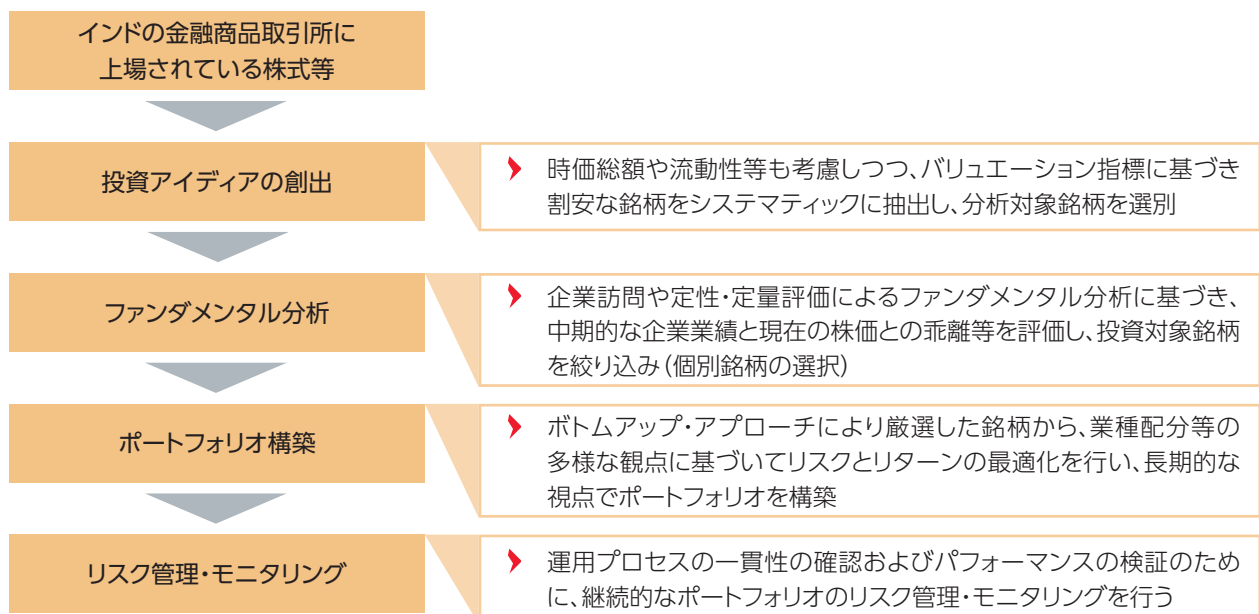 インドの金融商品取引所に
上場されている株式等
投資アイディアの創出
時価総額や流動性等も考慮しつつ、バリュエーション指標に基づき
割安な銘柄をシステマティックに抽出し、分析対象銘柄を選別
ファンダメンタル分析
企業訪問や定性・定量評価によるファンダメンタル分析に基づき、
中期的な企業業績と現在の株価との乖離等を評価し、投資対象銘柄
を絞り込み(個別銘柄の選択)
ポートフォリオ構築
ボトムアップ・アプローチにより厳選した銘柄から、業種配分等の
多様な観点に基づいてリスクとリターンの最適化を行い、長期的な
視点でポートフォリオを構築
リスク管理・モニタリング
運用プロセスの一貫性の確認およびパフォーマンスの検証のため
に、継続的なポートフォリオのリスク管理・モニタリングを行う